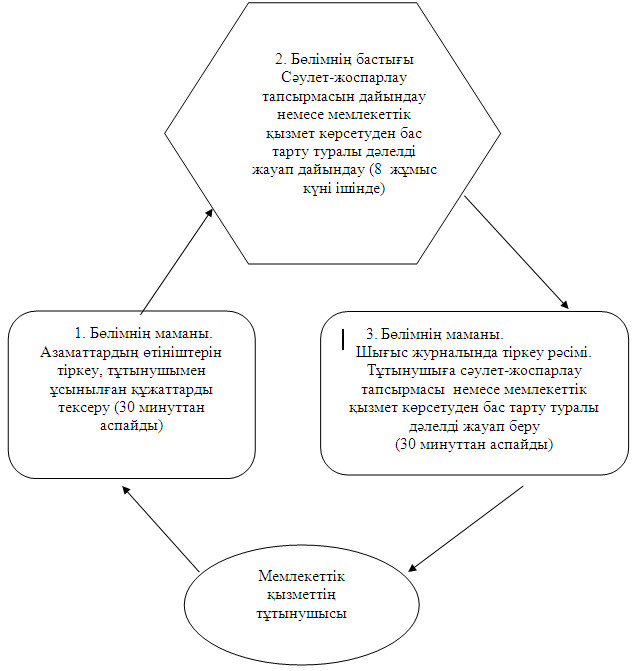 2. Бөлімнің бастығы
Сәулет-жоспарлау
тапсырмасын дайындау
немесе мемлекеттік
қызмет көрсетуден бас
тарту туралы дәлелді
жауап дайындау (8 жұмыс
күні ішінде)
1. Бөлімнің маманы.
Азаматтардың өтініштерін
тіркеу, тұтынушымен
ұсынылған құжаттарды
тексеру (30 минуттан
аспайды)
3. Бөлімнің маманы.
Шығыс журналында тіркеу рәсімі.
Тұтынушыға сәулет-жоспарлау
тапсырмасы немесе мемлекеттік
қызмет көрсетуден бас тарту туралы
дәлелді жауап беру
(30 минуттан аспайды)
Мемлекеттік
қызметтің
тұтынушысы